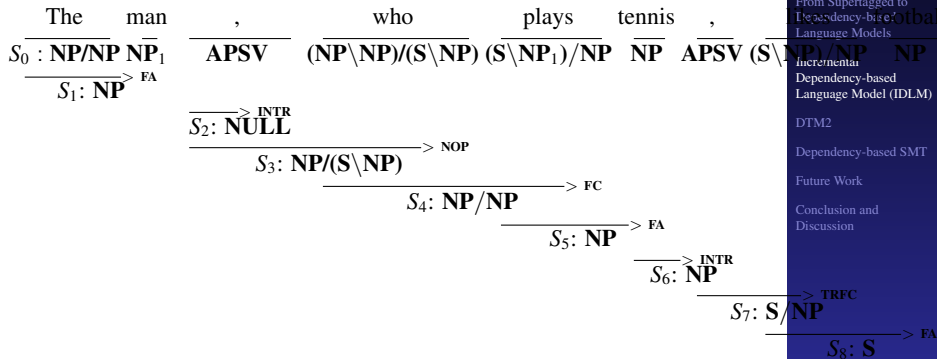 The man , who plays tennis ,
S₀ : NP/NP NP₁ APSV (NP\NP)/(S\NP) (S\NP₁)/NP NP APSV (S\NP)/NP NP
> FA
S₁: NP
> INTR
S₂: NULL
> NOP
S₃: NP/(S\NP)
> FC
S₄: NP/NP
> FA
S₅: NP
> INTR
S₆: NP
> TRFC
S₇: S/NP
> FA
S₈: S
From Supertagged to
Dependency-based
Language Models
Incremental
Dependency-based
Language Model (IDLM)
DTM2
Dependency-based SMT
Future Work
Conclusion and
Discussion